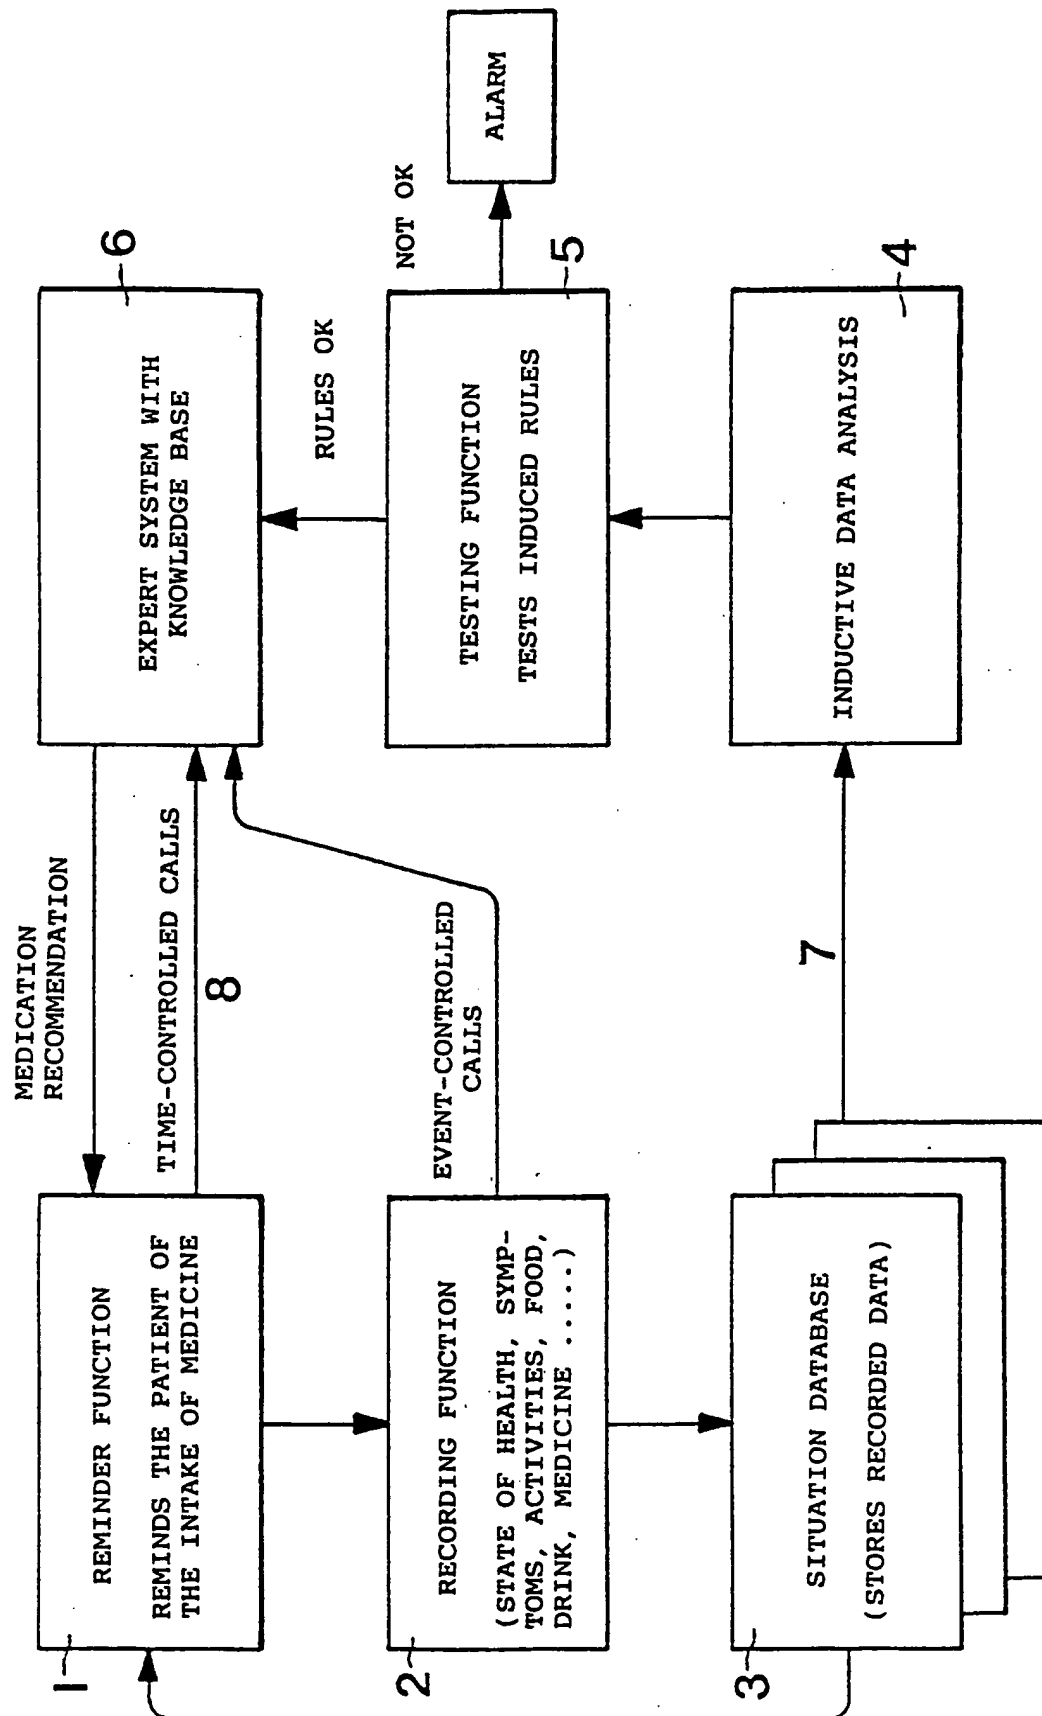 1
REMINDER FUNCTION
REMINDS THE PATIENT OF
THE INTAKE OF MEDICINE
MEDICATION
RECOMMENDATION
TIME-CONTROLLED CALLS
8
6
EXPERT SYSTEM WITH
KNOWLEDGE BASE
2
RECORDING FUNCTION
(STATE OF HEALTH, SYMP-
TOMS, ACTIVITIES, FOOD,
DRINK, MEDICINE .....)
EVENT-CONTROLLED
CALLS
RULES OK
5
TESTING FUNCTION
TESTS INDUCED RULES
NOT OK
ALARM
3
SITUATION DATABASE
(STORES RECORDED DATA)
7
4
INDUCTIVE DATA ANALYSIS